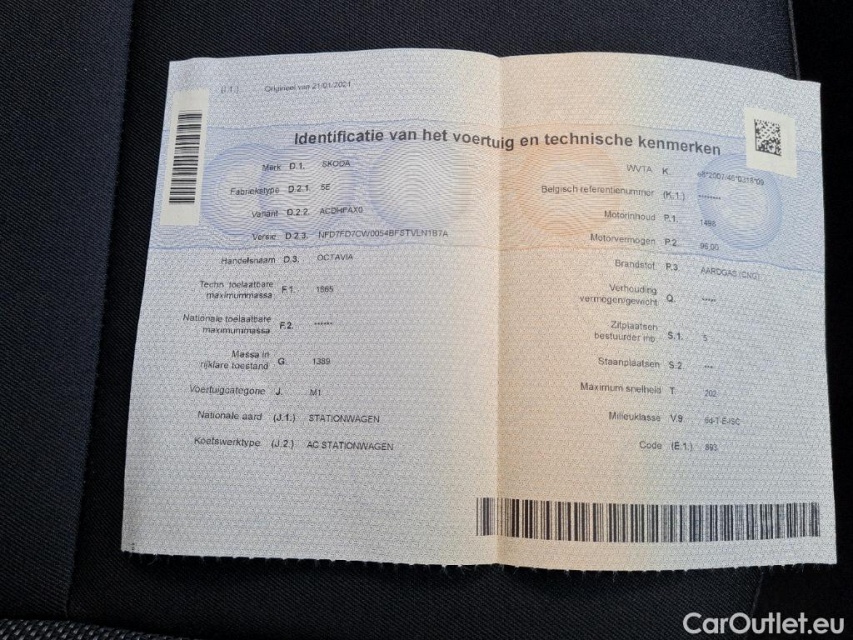 (I.1.) Origineel van 21/01/2021
Identificatie van het voertuig en technische kenmerken
Merk D.1. SKODA
Fabriekstype D.2.1. 5E
Variant D.2.2. ACDHPAX0
Versie D.2.3.
Handelsnaam D.3. OCTAVIA
Techn. toelaatbare
maximummassa F.1. 1865
Nationale toelaatbare
maximummassa F.2. ******
Massa in
rijklare toestand G. 1389
Voertuigcategorie J. M1
Nationale aard (J.1.) STATIONWAGEN
Koetswerktype (J.2.) AC STATIONWAGEN
WVTA K.
Belgisch referentienummer (K.1.) ********
Motorinhoud P.1. 1498
Motorvermogen P.2. 96.00
Brandstof P.3. AARDGAS (CNG)
Verhouding
vermogen/gewicht Q. *****
Zitplaatsen
bestuurder inb. S.1. 5
Staanplaatsen S.2. ***
Maximum snelheid T. 202
Milieuklasse V.9.
Code (E.1.) 893
CarOutlet.eu